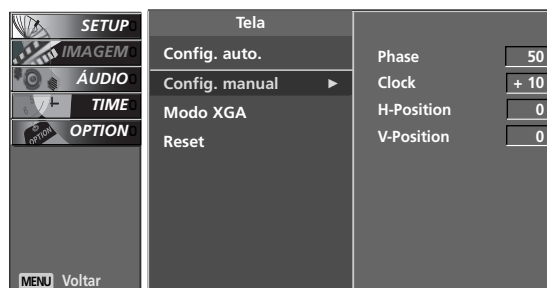 SETUP
IMAGEM
ÁUDIO
TIME
OPTION
OPTION
MENU Voltar
Tela
Config. auto.
Config. manual ►
Modo XGA
Reset
Phase 50
Clock + 10
H-Position 0
V-Position 0